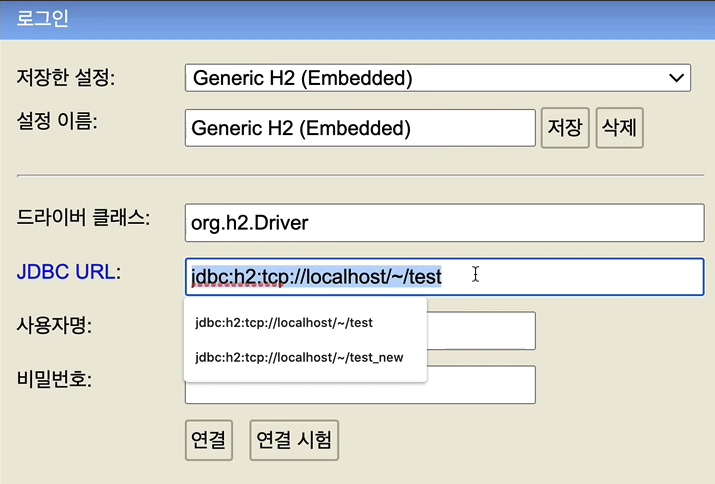 로그인
저장한 설정: Generic H2 (Embedded)
설정 이름: Generic H2 (Embedded) 저장 삭제
드라이버 클래스: org.h2.Driver
JDBC URL: jdbc:h2:tcp://localhost/~/test
사용자명:
jdbc:h2:tcp://localhost/~/test
jdbc:h2:tcp://localhost/~/test_new
비밀번호:
연결 연결 시험